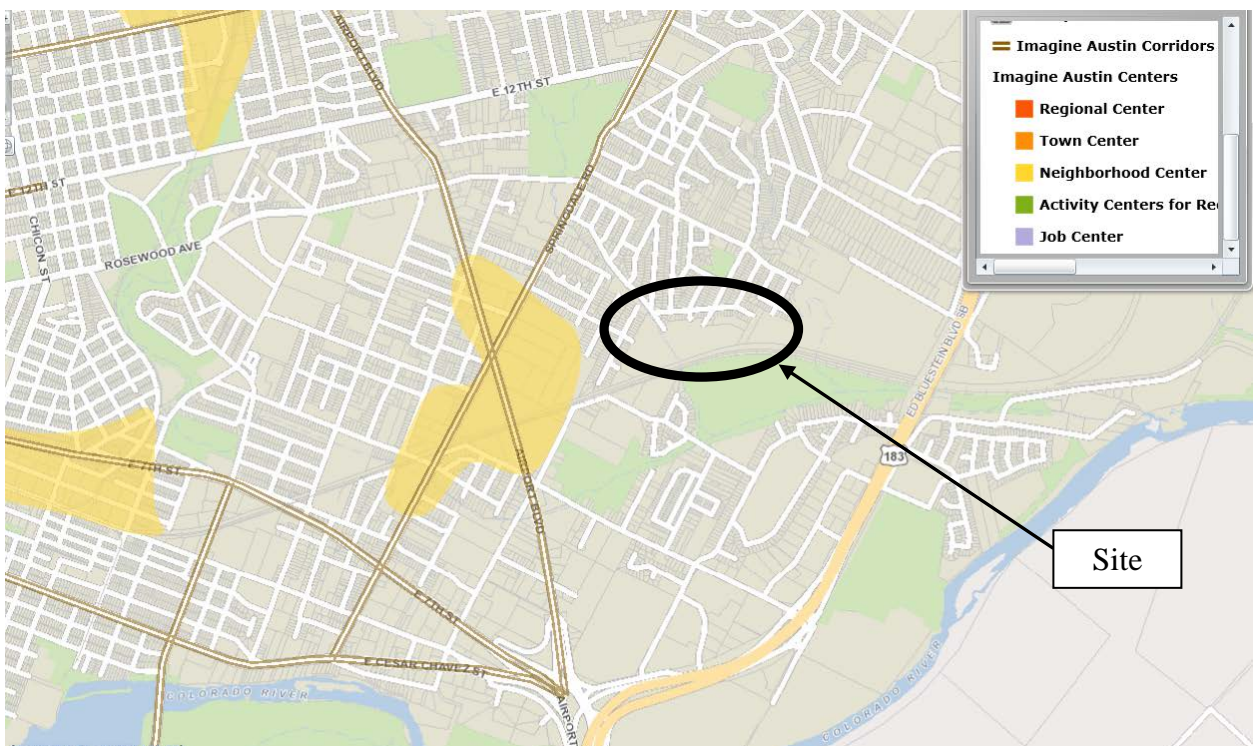 Imagine Austin Corridors
Imagine Austin Centers
Regional Center
Town Center
Neighborhood Center
Activity Centers for Re
Job Center
AIRPORT BLVD
E 12TH ST
E 12TH ST
CHICON ST
ROSEWOOD AVE
SPRINGDALE RD
ED BLUESTEIN BLVD SB
183
E 7TH ST
AIRPORT BLVD
Site
E 7TH ST
E CESAR CHAVEZ ST
COLORADO RIVER
AIRPORT
COLORADO RIVER